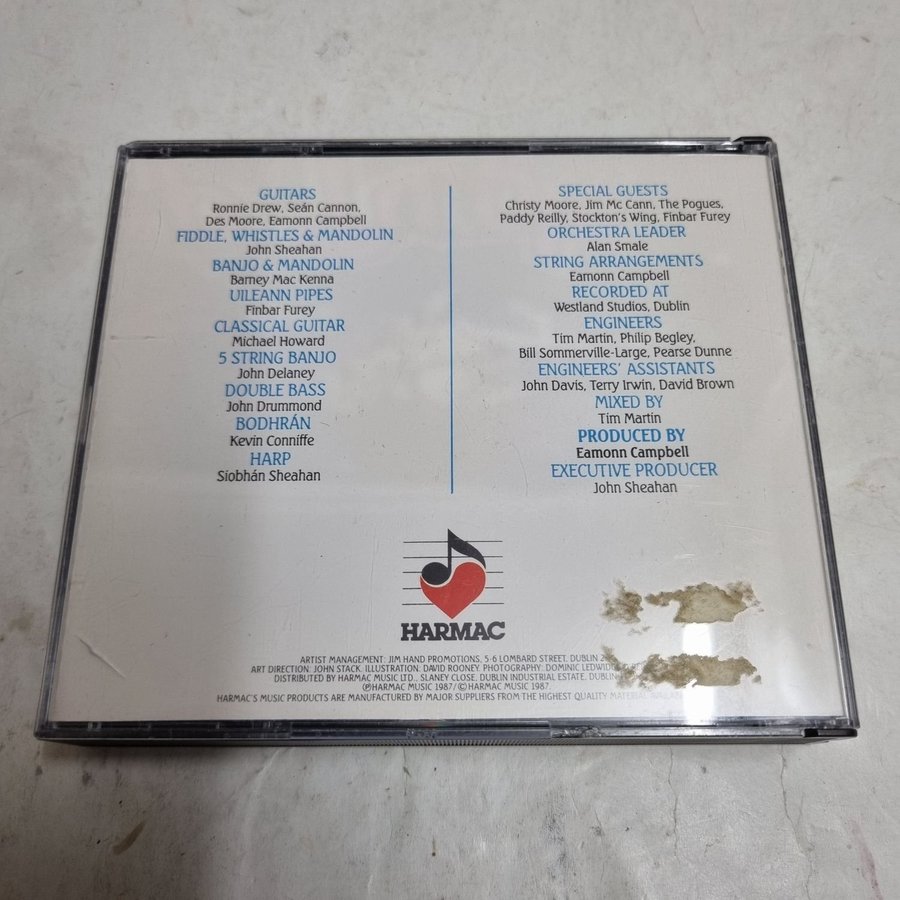 GUITARS
Ronnie Drew, Seán Cannon,
Des Moore, Eamonn Campbell
FIDDLE, WHISTLES & MANDOLIN
John Sheahan
BANJO & MANDOLIN
Barney Mac Kenna
UILEANN PIPES
Finbar Furey
CLASSICAL GUITAR
Michael Howard
5 STRING BANJO
John Delaney
DOUBLE BASS
John Drummond
BODHRÁN
Kevin Conniffe
HARP
Siobhán Sheahan
SPECIAL GUESTS
Christy Moore, Jim Mc Cann, The Pogues,
Paddy Reilly, Stockton's Wing, Finbar Furey
ORCHESTRA LEADER
Alan Smale
STRING ARRANGEMENTS
Eamonn Campbell
RECORDED AT
Westland Studios, Dublin
ENGINEERS
Tim Martin, Philip Begley,
Bill Sommerville-Large, Pearse Dunne
ENGINEERS' ASSISTANTS
John Davis, Terry Irwin, David Brown
MIXED BY
Tim Martin
PRODUCED BY
Eamonn Campbell
EXECUTIVE PRODUCER
John Sheahan
HARMAC
ARTIST MANAGEMENT: JIM HAND PROMOTIONS, 5-6 LOMBARD STREET, DUBLIN
ART DIRECTION: JOHN STACK. ILLUSTRATION: DAVID ROONEY. PHOTOGRAPHY: DOMINIC
DISTRIBUTED BY HARMAC MUSIC LTD., SLANEY CLOSE, DUBLIN INDUSTRIAL ESTATE, DUBLIN
℗HARMAC MUSIC 1987/©HARMAC MUSIC 1987.
HARMAC'S MUSIC PRODUCTS ARE MANUFACTURED BY MAJOR SUPPLIERS FROM THE HIGHEST QUALITY MATERIAL